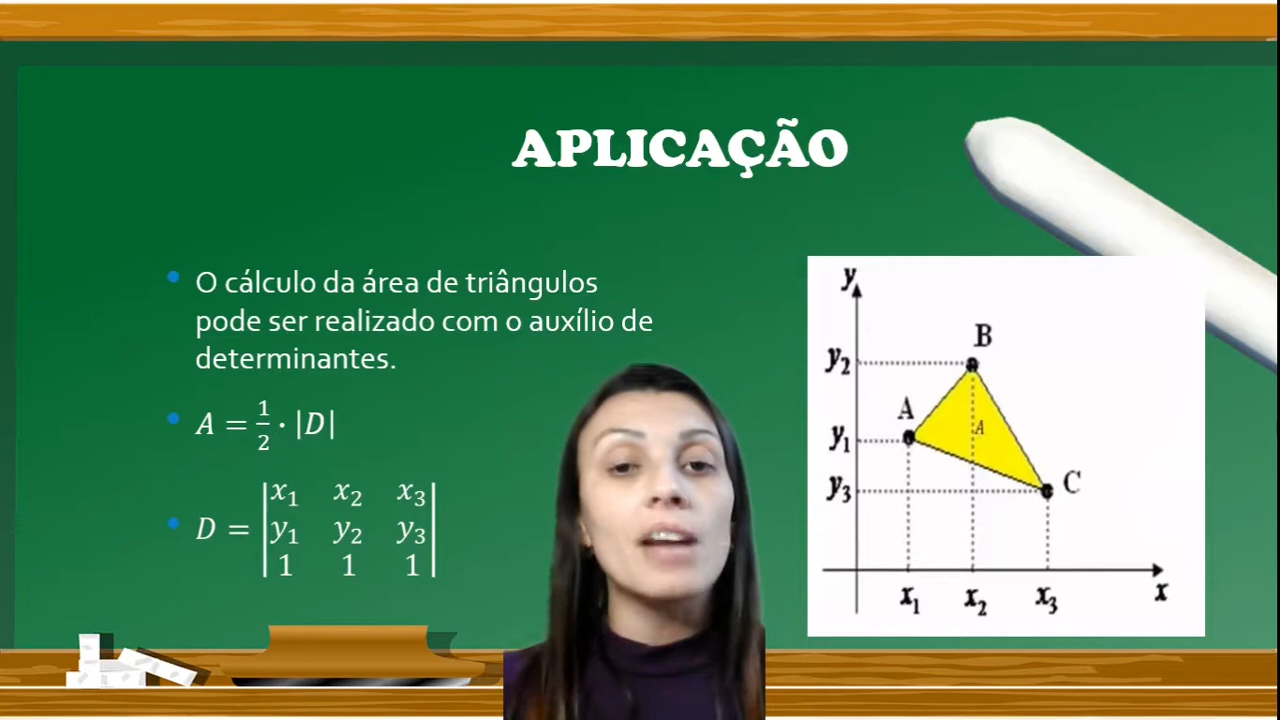 APLICAÇÃO
O cálculo da área de triângulos
pode ser realizado com o auxílio de
determinantes.
A = 1/2 · |D|
D = |x₁ x₂ x₃|
|y₁ y₂ y₃|
|1 1 1|
y
B
y₂
A
A
y₁
y₃
C
x₁ x₂ x₃ x